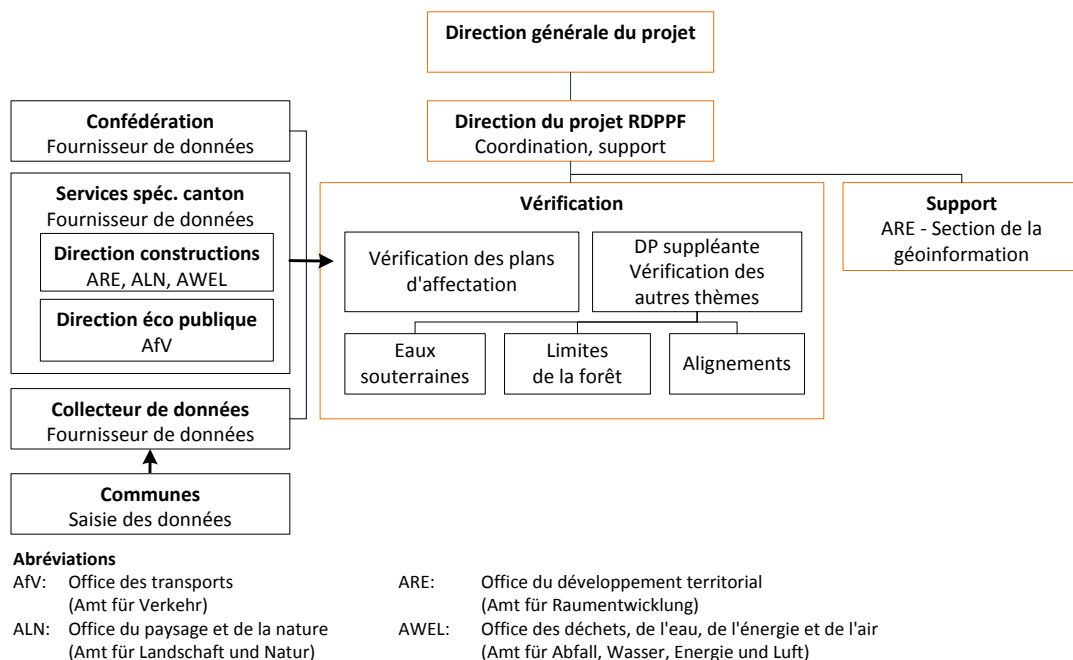 Direction générale du projet
Direction du projet RDPPF
Coordination, support
Confédération
Fournisseur de données
Services spéc. canton
Fournisseur de données
Direction constructions
ARE, ALN, AWEL
Direction éco publique
AfV
Collecteur de données
Fournisseur de données
Communes
Saisie des données
Vérification
Vérification des plans
d'affectation
DP suppléante
Vérification des
autres thèmes
Eaux
souterraines
Limites
de la forêt
Alignements
Support
ARE - Section de la
géoinformation
Abréviations
AfV: Office des transports
(Amt für Verkehr)
ALN: Office du paysage et de la nature
(Amt für Landschaft und Natur)
ARE: Office du développement territorial
(Amt für Raumentwicklung)
AWEL: Office des déchets, de l'eau, de l'énergie et de l'air
(Amt für Abfall, Wasser, Energie und Luft)